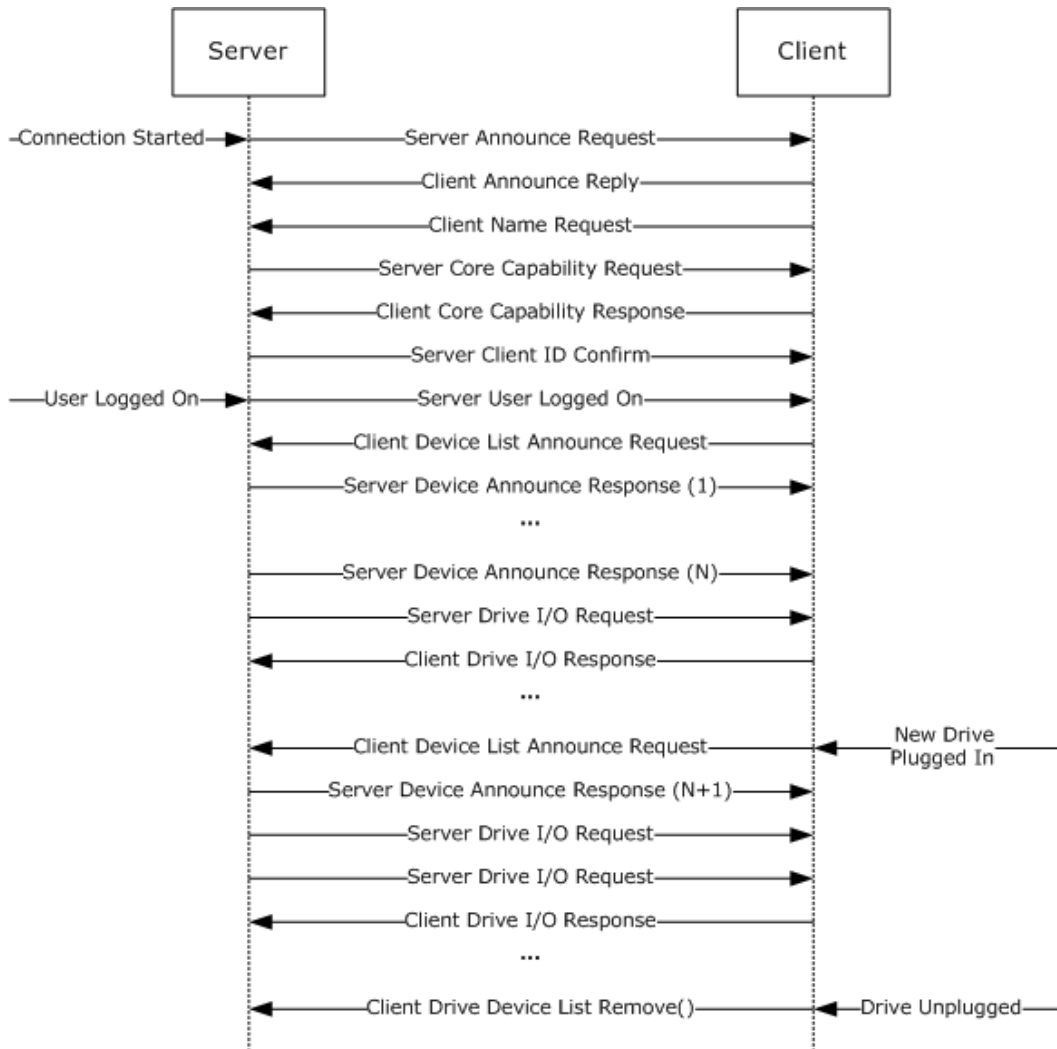 Server
Client
Connection Started
Server Announce Request
Client Announce Reply
Client Name Request
Server Core Capability Request
Client Core Capability Response
Server Client ID Confirm
User Logged On
Server User Logged On
Client Device List Announce Request
Server Device Announce Response (1)
...
Server Device Announce Response (N)
Server Drive I/O Request
Client Drive I/O Response
...
Client Device List Announce Request
New Drive
Plugged In
Server Device Announce Response (N+1)
Server Drive I/O Request
Server Drive I/O Request
Client Drive I/O Response
...
Client Drive Device List Remove()
Drive Unplugged